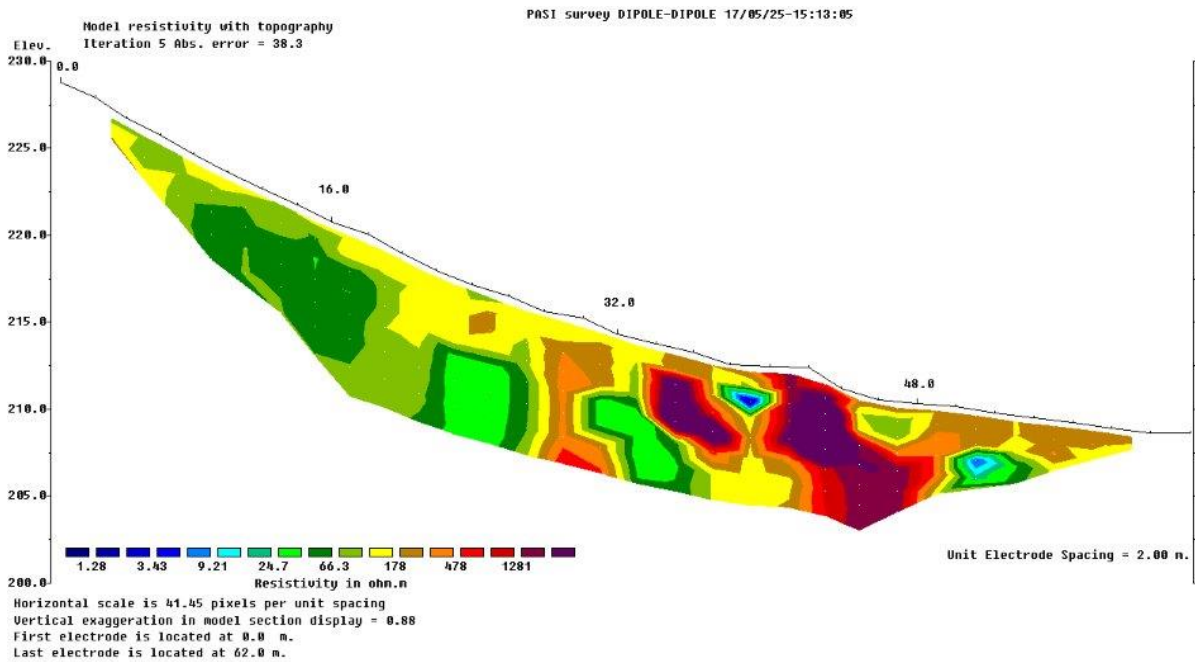 PASI survey DIPOLE-DIPOLE 17/05/25-15:13:05
Model resistivity with topography
Iteration 5 Abs. error = 38.3
Elev.
230.0
0.0
225.0
16.0
220.0
32.0
215.0
48.0
210.0
205.0
Unit Electrode Spacing = 2.00 m.
1.28 3.43 9.21 24.7 66.3 178 478 1281
200.0
Resistivity in ohm.m
Horizontal scale is 41.45 pixels per unit spacing
Vertical exaggeration in model section display = 0.88
First electrode is located at 0.0 m.
Last electrode is located at 62.0 m.